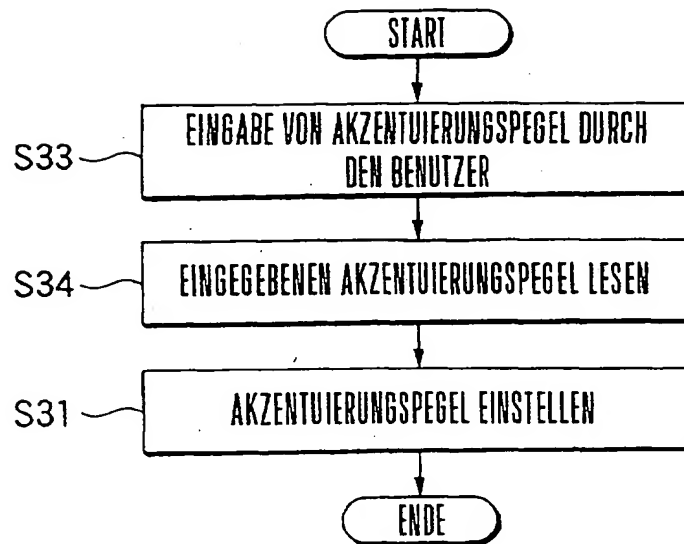 START
S33
EINGABE VON AKZENTUIERUNGSPEGEL DURCH
DEN BENUTZER
S34
EINGEGEBENEN AKZENTUIERUNGSPEGEL LESEN
S31
AKZENTUIERUNGSPEGEL EINSTELLEN
ENDE